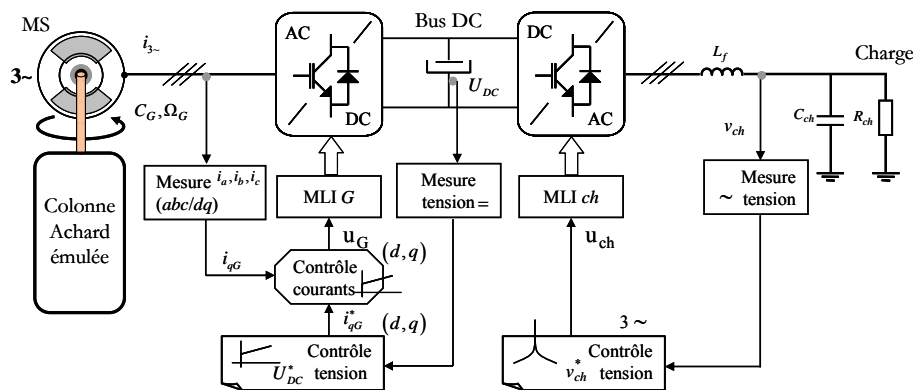 MS
3~
i3~
CG, ΩG
Colonne
Achard
émulée
AC
DC
Bus DC
UDC
DC
AC
Lf
Charge
vch
Cch
Rch
Mesure ia, ib, ic
(abc/dq)
MLI G
Mesure
tension =
MLI ch
Mesure
~ tension
uG
(d, q)
uch
iqG
Contrôle
courants
i*qG
(d, q)
3 ~
Contrôle
U*DC tension
Contrôle
v*ch tension